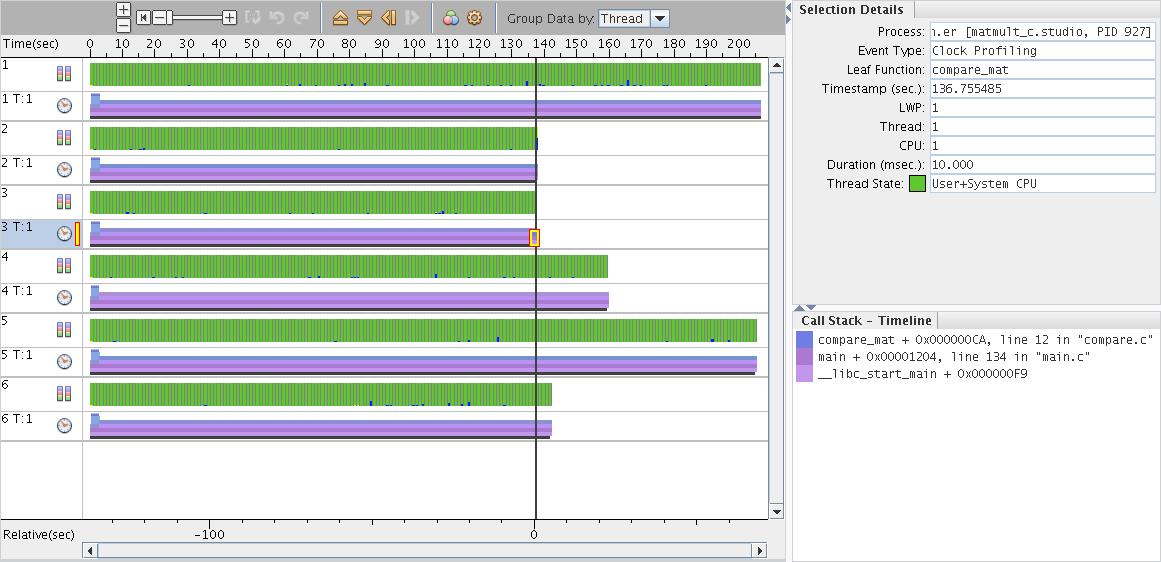 Group Data by: Thread
Time(sec) 0 10 20 30 40 50 60 70 80 90 100 110 120 130 140 150 160 170 180 190 200
1
1 T:1
2
2 T:1
3
3 T:1
4
4 T:1
5
5 T:1
6
6 T:1
Relative(sec) -100 0
Selection Details
Process: ı.er [matmult_c.studio, PID 927]
Event Type: Clock Profiling
Leaf Function: compare_mat
Timestamp (sec.): 136.755485
LWP: 1
Thread: 1
CPU: 1
Duration (msec.): 10.000
Thread State: User+System CPU
Call Stack - Timeline
compare_mat + 0x000000CA, line 12 in "compare.c"
main + 0x00001204, line 134 in "main.c"
__libc_start_main + 0x000000F9